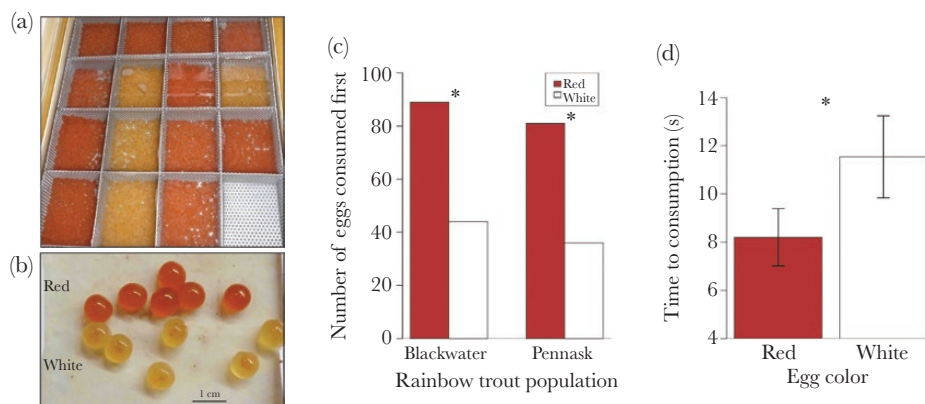 (a)
(b)
Red
White
1 cm
(c)
Number of eggs consumed first
100
80
60
40
20
0
Red
White
*
*
Blackwater
Pennask
Rainbow trout population
(d)
Time to consumption (s)
14
12
10
8
6
4
*
Red
White
Egg color